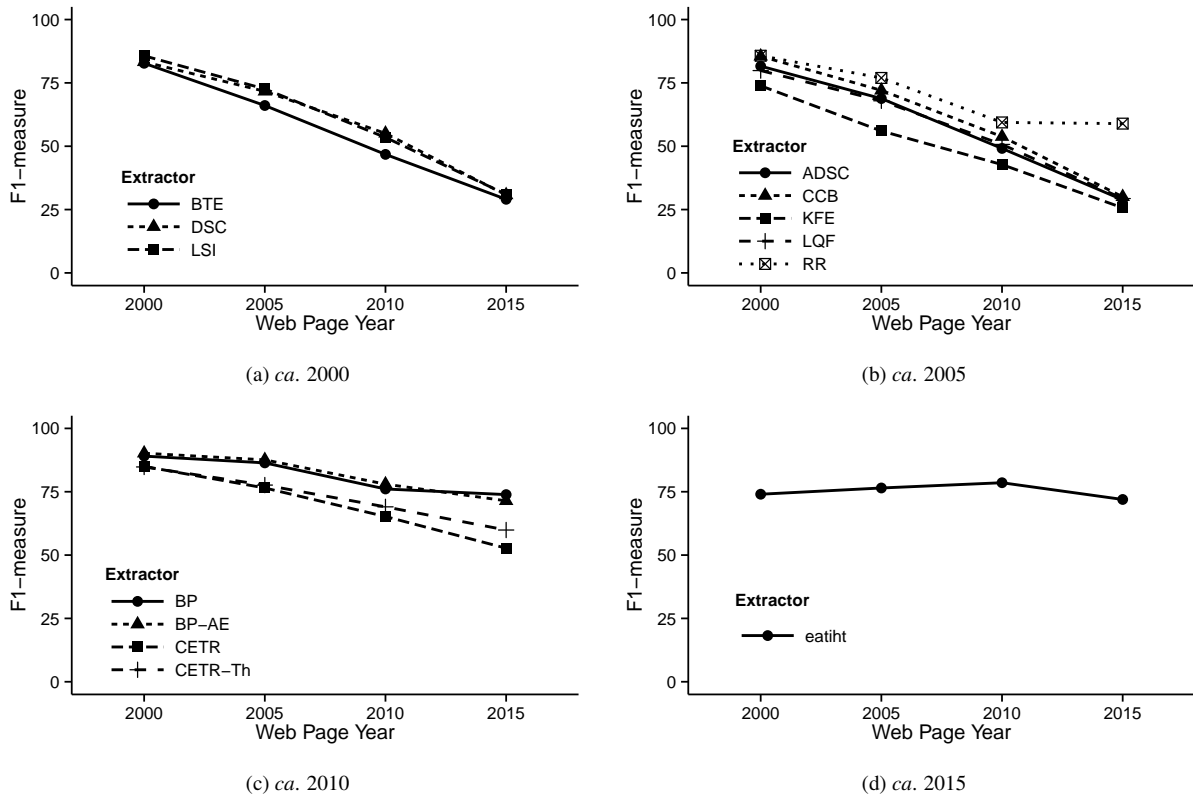 100
75
50
25
0
F1−measure
Extractor
BTE
DSC
LSI
2000 2005 2010 2015
Web Page Year
(a) ca. 2000
100
75
50
25
0
F1−measure
Extractor
ADSC
CCB
KFE
LQF
RR
2000 2005 2010 2015
Web Page Year
(b) ca. 2005
100
75
50
25
0
F1−measure
Extractor
BP
BP−AE
CETR
CETR−Th
2000 2005 2010 2015
Web Page Year
(c) ca. 2010
100
75
50
25
0
F1−measure
Extractor
eatiht
2000 2005 2010 2015
Web Page Year
(d) ca. 2015